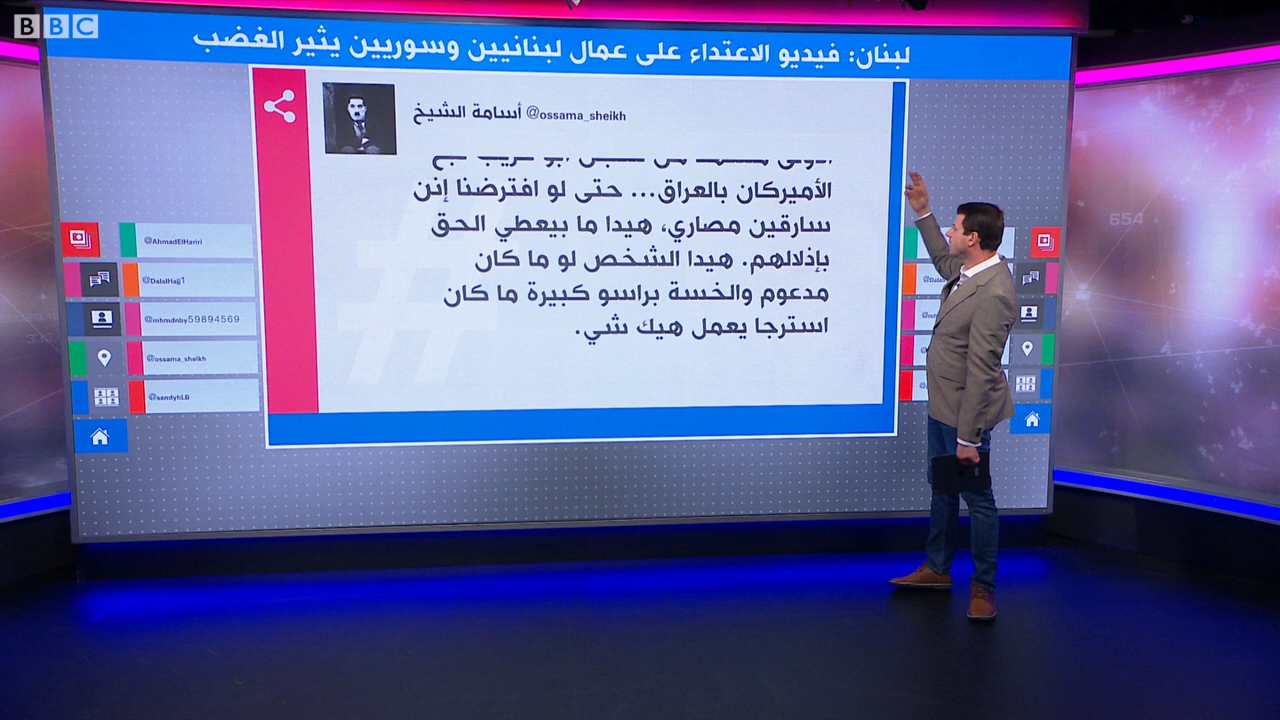 BBC
لبنان: فيديو الاعتداء على عمال لبنانيين وسوريين يثير الغضب
أسامة الشيخ @ossama_sheikh
الأميركان بالعراق... حتى لو افترضنا إنن
سارقين مصاري، هيدا ما بيعطي الحق
بإذلالهم. هيدا الشخص لو ما كان
مدعوم والخسة براسو كبيرة ما كان
استرجا يعمل هيك شي.
@AhmadElHariri
@DalalHajj1
@mhmdnby59894569
@ossama_sheikh
@sendyhLB
654